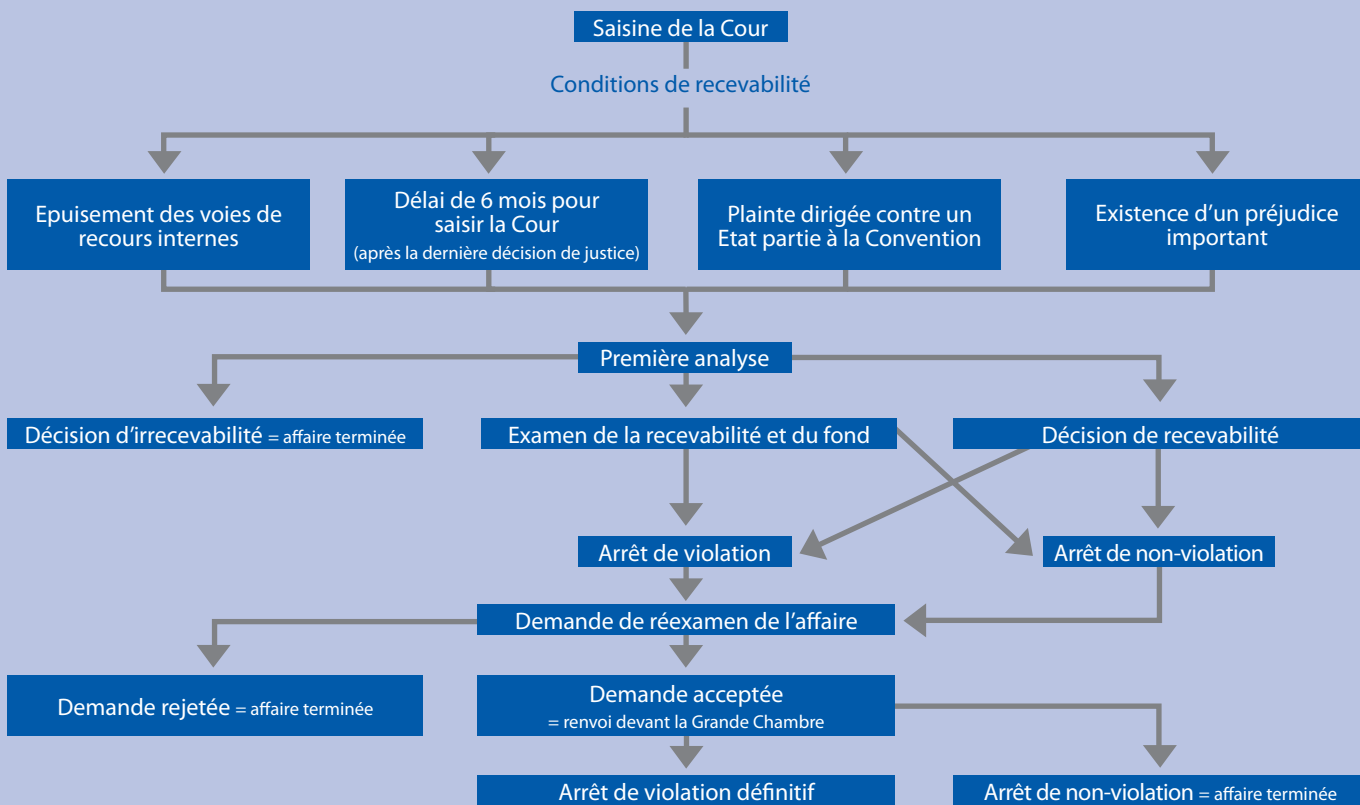 Saisine de la Cour
Conditions de recevabilité
Epuisement des voies de
recours internes
Délai de 6 mois pour
saisir la Cour
(après la dernière décision de justice)
Plainte dirigée contre un
Etat partie à la Convention
Existence d’un préjudice
important
Première analyse
Décision d’irrecevabilité = affaire terminée
Examen de la recevabilité et du fond
Décision de recevabilité
Arrêt de violation
Arrêt de non-violation
Demande de réexamen de l’affaire
Demande rejetée = affaire terminée
Demande acceptée
= renvoi devant la Grande Chambre
Arrêt de violation définitif
Arrêt de non-violation = affaire terminée